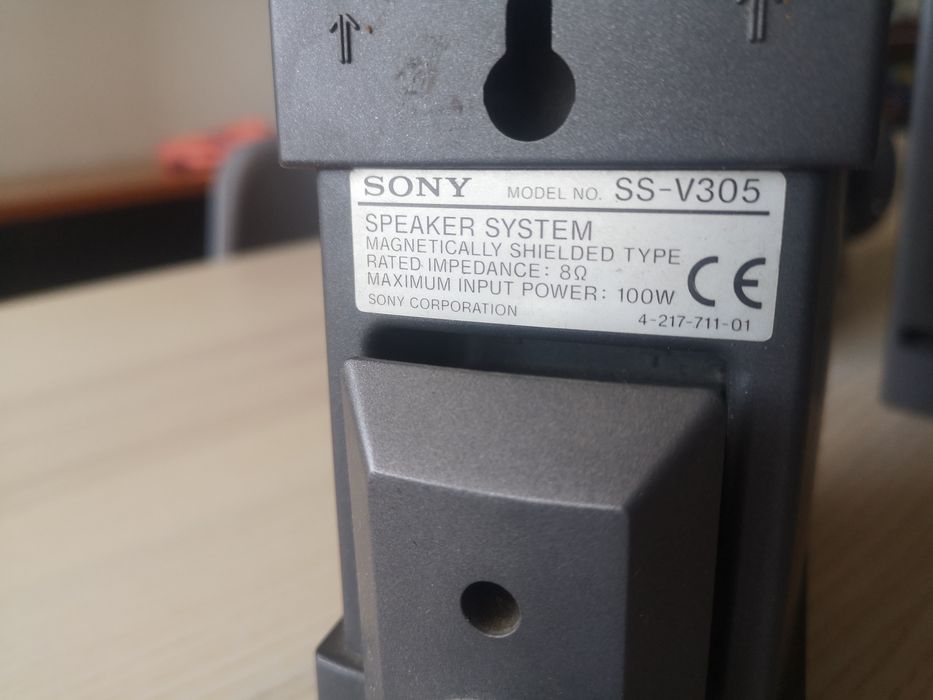 SONY MODEL NO. SS-V305
SPEAKER SYSTEM
MAGNETICALLY SHIELDED TYPE
RATED IMPEDANCE: 8Ω
MAXIMUM INPUT POWER: 100W
CE
SONY CORPORATION
4-217-711-01